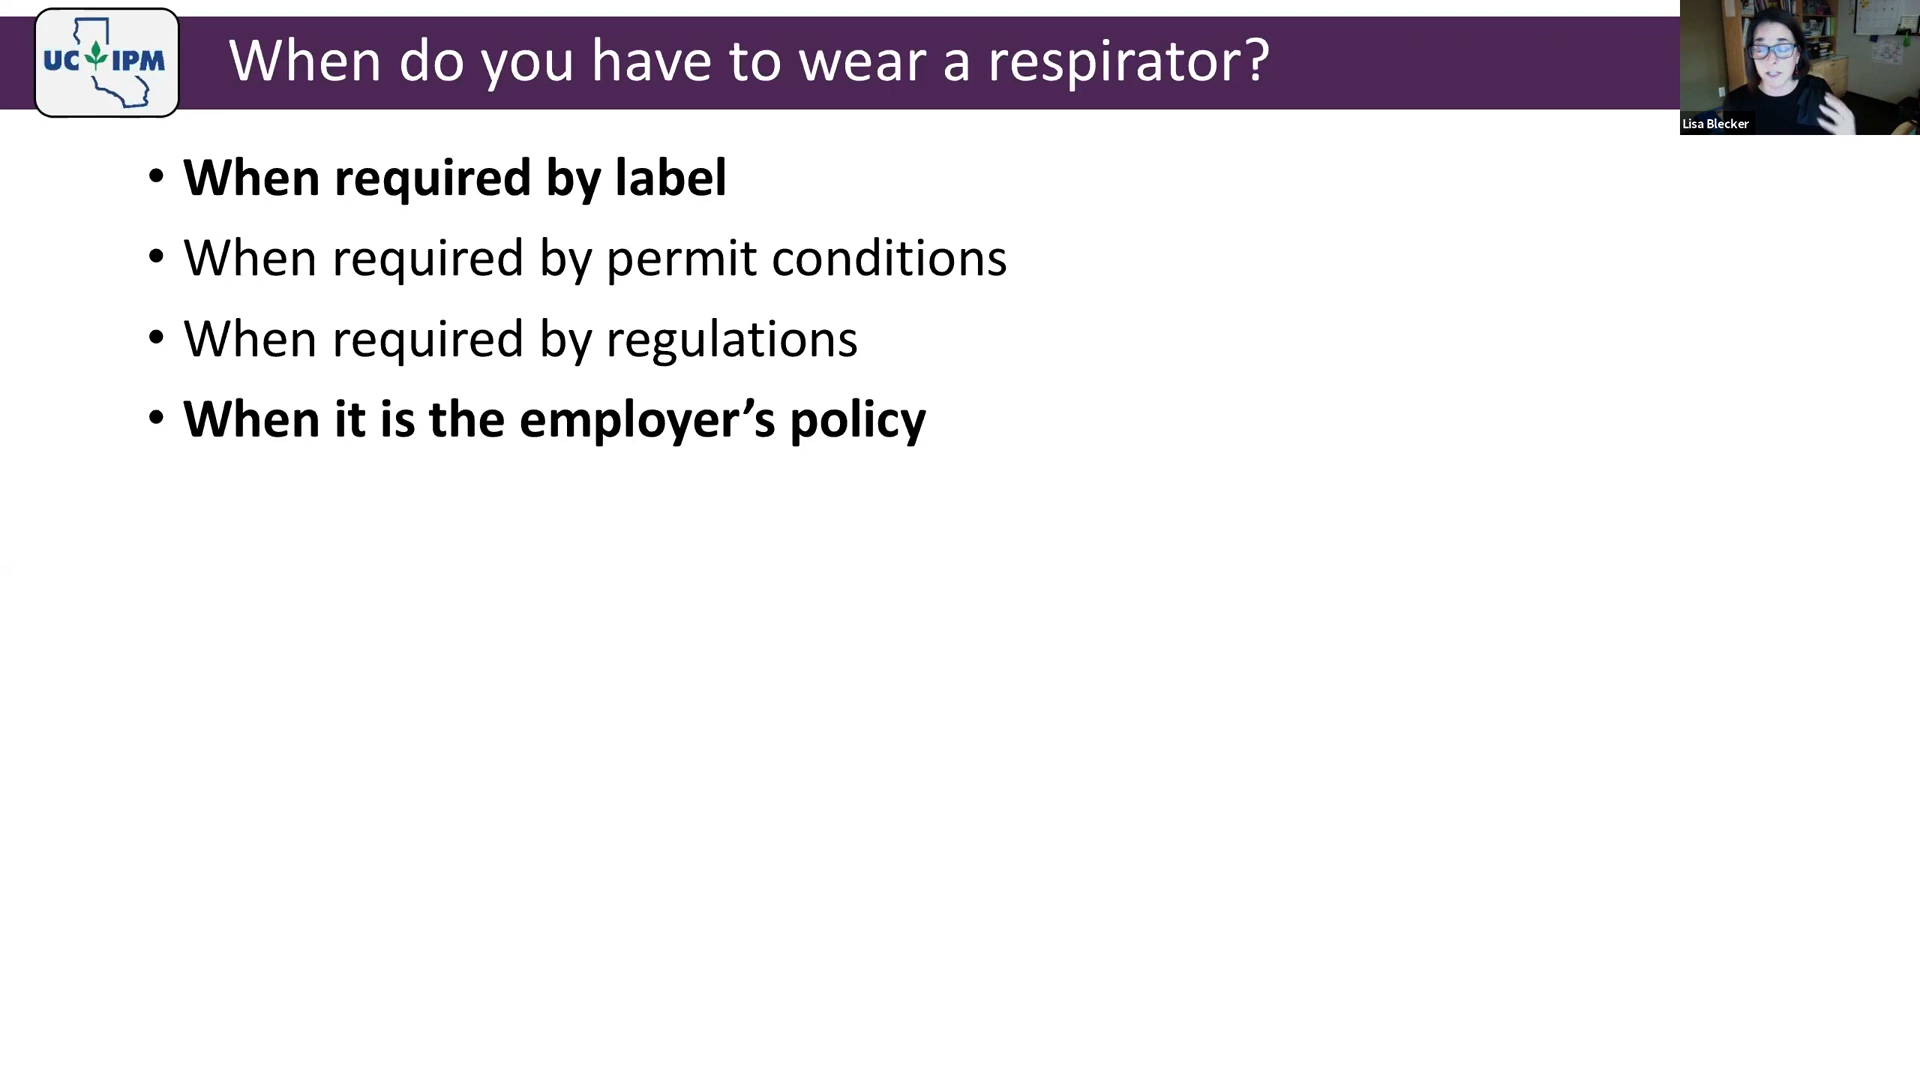 UC IPM
When do you have to wear a respirator?
Lisa Blecker
• When required by label
• When required by permit conditions
• When required by regulations
• When it is the employer’s policy